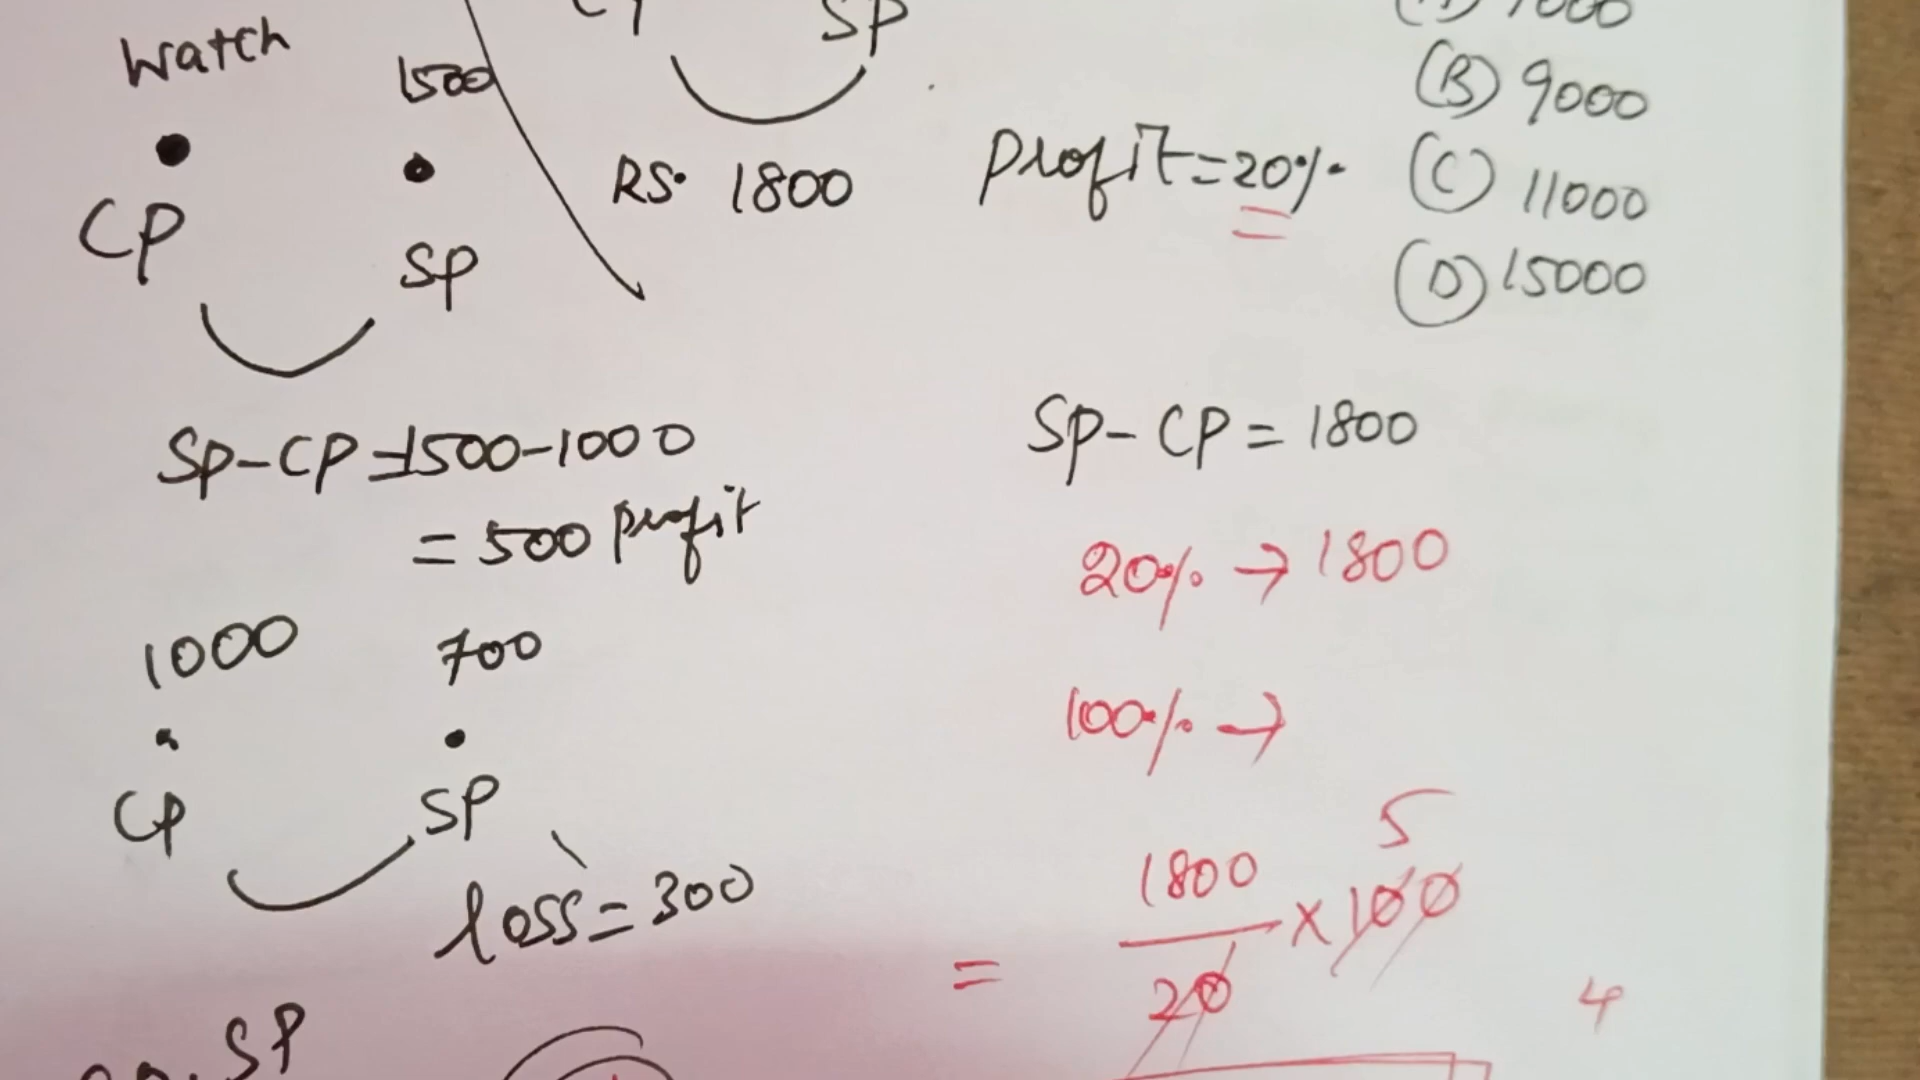 Watch
1500
CP
SP
SP-CP=1500-1000
= 500 profit
1000 700
CP SP
loss=300
SP
SP
RS. 1800
Profit=20%
(B) 9000
(C) 11000
(D) 15000
SP- CP = 1800
20% → 1800
100% →
5
= 1800/20 × 100
4